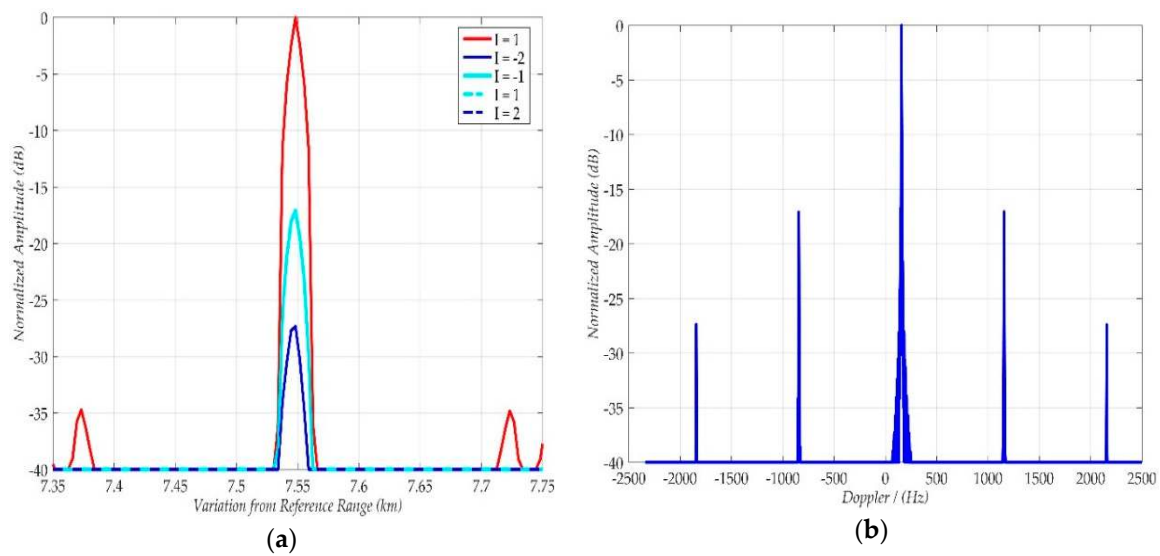 0
-5
-10
-15
-20
-25
-30
-35
-40
Normalized Amplitude (dB)
I = 1
I = -2
I = -1
I = 1
I = 2
7.35 7.4 7.45 7.5 7.55 7.6 7.65 7.7 7.75
Variation from Reference Range (km)
(a)
0
-5
-10
-15
-20
-25
-30
-35
-40
Normalized Amplitude (dB)
-2500 -2000 -1500 -1000 -500 0 500 1000 1500 2000 2500
Doppler / (Hz)
(b)